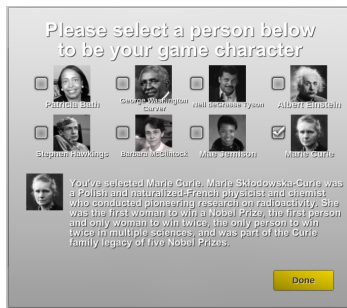 Please select a person below
to be your game character
Patricia Bath
George Washington
Carver
Neil deGrasse Tyson
Albert Einstein
Stephen Hawkings
Barbara McClintock
Mae Jemison
Marie Curie
You've selected Marie Curie. Marie Skłodowska-Curie was
a Polish and naturalized-French physicist and chemist
who conducted pioneering research on radioactivity. She
was the first woman to win a Nobel Prize, the first person
and only woman to win twice, the only person to win
twice in multiple sciences, and was part of the Curie
family legacy of five Nobel Prizes.
Done